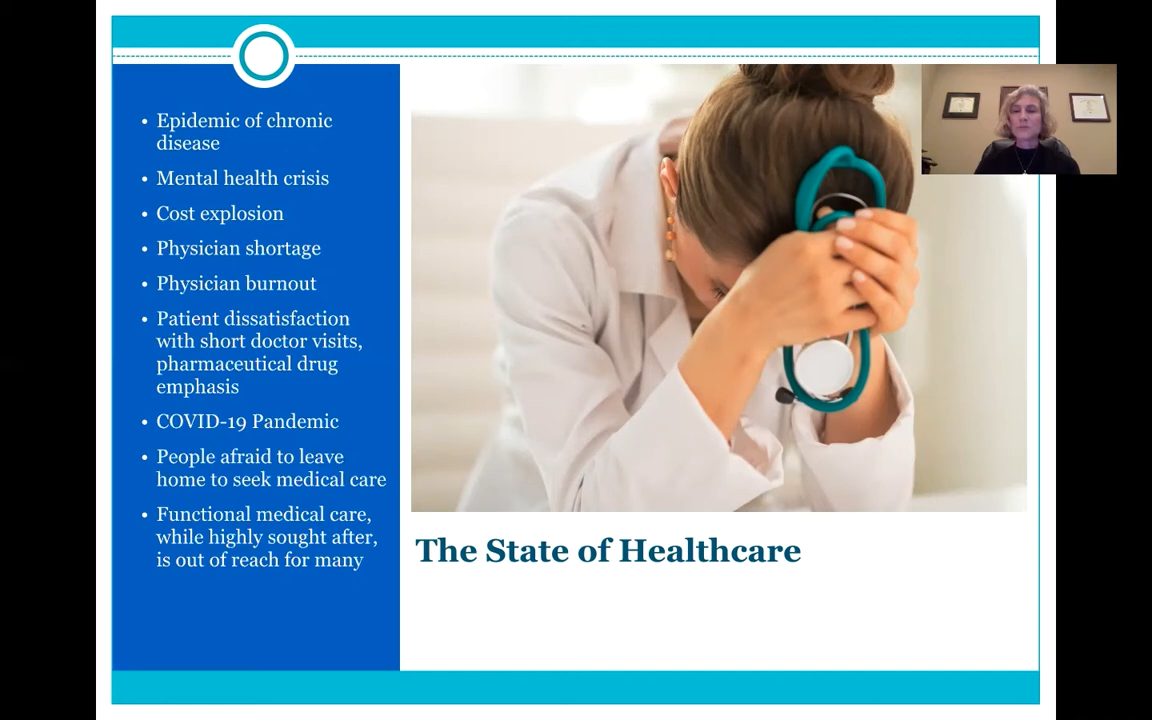 • Epidemic of chronic
disease
• Mental health crisis
• Cost explosion
• Physician shortage
• Physician burnout
• Patient dissatisfaction
with short doctor visits,
pharmaceutical drug
emphasis
• COVID-19 Pandemic
• People afraid to leave
home to seek medical care
• Functional medical care,
while highly sought after,
is out of reach for many
The State of Healthcare